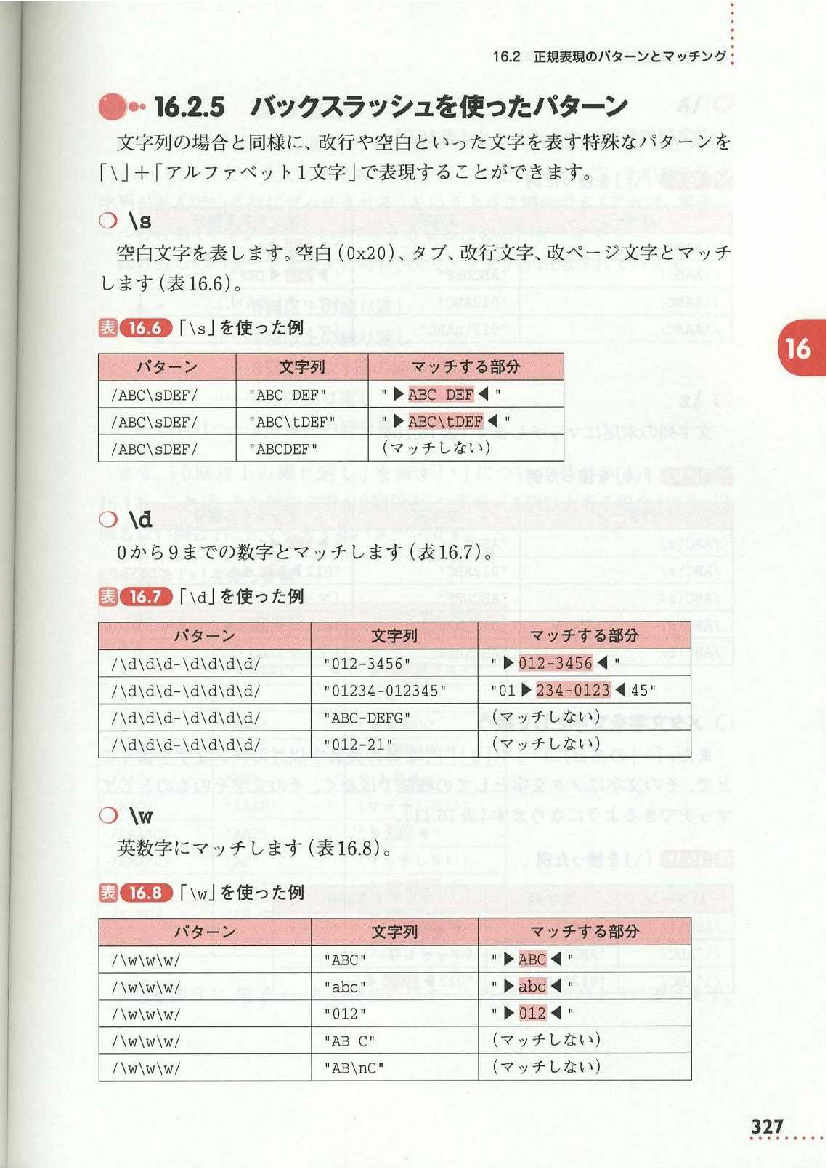 16.2 正規表現のパターンとマッチング
16.2.5 バックスラッシュを使ったパターン
文字列の場合と同様に、改行や空白といった文字を表す特殊なパターンを
「\」+「アルファベット1文字」で表現することができます。
\s
空白文字を表します。空白(0x20)、タブ、改行文字、改ページ文字とマッチ
します(表16.6)。
表 16.6 「\s」を使った例
パターン 文字列 マッチする部分
/ABC\sDEF/ "ABC DEF" "▶ABC DEF◀"
/ABC\sDEF/ "ABC\tDEF" "▶ABC\tDEF◀"
/ABC\sDEF/ "ABCDEF" (マッチしない)
16
\d
0から9までの数字とマッチします(表16.7)。
表 16.7 「\d」を使った例
パターン 文字列 マッチする部分
/\d\d\d-\d\d\d\d/ "012-3456" "▶012-3456◀"
/\d\d\d-\d\d\d\d/ "01234-012345" "01▶234-0123◀45"
/\d\d\d-\d\d\d\d/ "ABC-DEFG" (マッチしない)
/\d\d\d-\d\d\d\d/ "012-21" (マッチしない)
\w
英数字にマッチします(表16.8)。
表 16.8 「\w」を使った例
パターン 文字列 マッチする部分
/\w\w\w/ "ABC" "▶ABC◀"
/\w\w\w/ "abc" "▶abc◀"
/\w\w\w/ "012" "▶012◀"
/\w\w\w/ "AB C" (マッチしない)
/\w\w\w/ "AB\nC" (マッチしない)
327